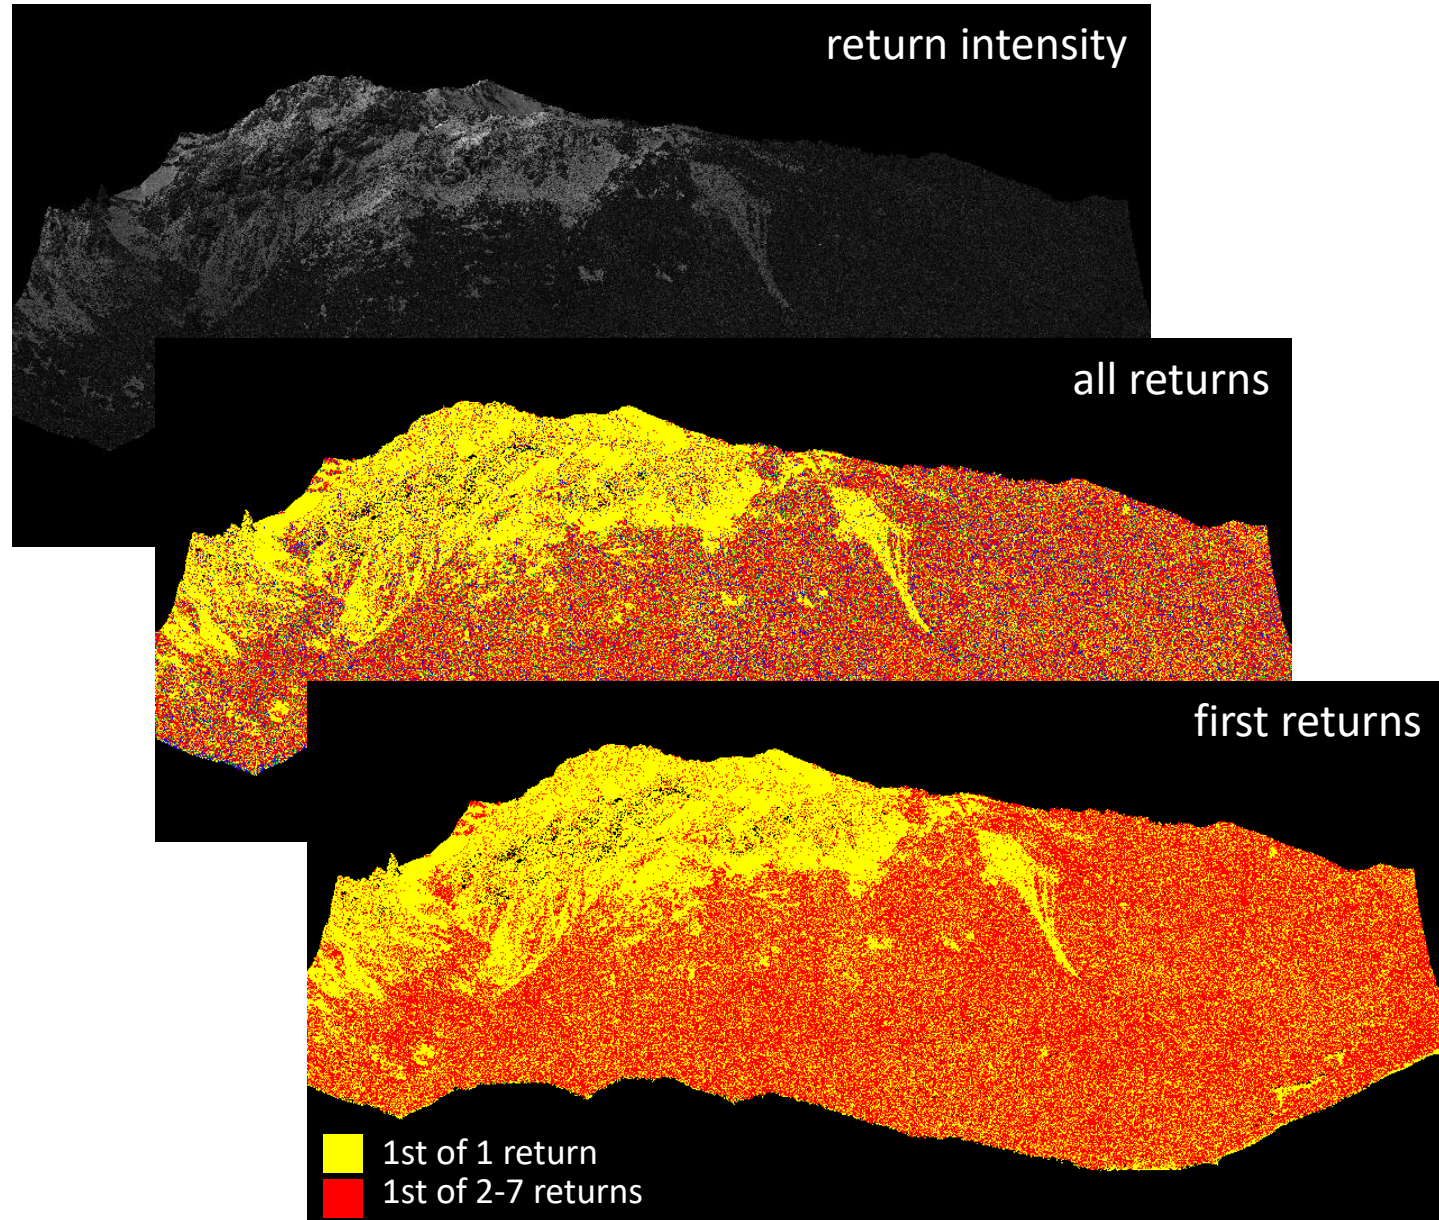 return intensity
all returns
first returns
1st of 1 return
1st of 2-7 returns